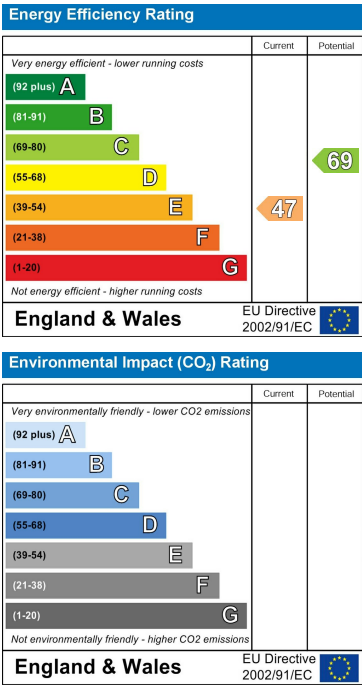 Energy Efficiency Rating
Current Potential
Very energy efficient - lower running costs
(92 plus) A
(81-91) B
(69-80) C
69
(55-68) D
(39-54) E
47
(21-38) F
(1-20) G
Not energy efficient - higher running costs
England & Wales
EU Directive
2002/91/EC
Environmental Impact (CO₂) Rating
Current Potential
Very environmentally friendly - lower CO2 emissions
(92 plus) A
(81-91) B
(69-80) C
(55-68) D
(39-54) E
(21-38) F
(1-20) G
Not environmentally friendly - higher CO2 emissions
England & Wales
EU Directive
2002/91/EC